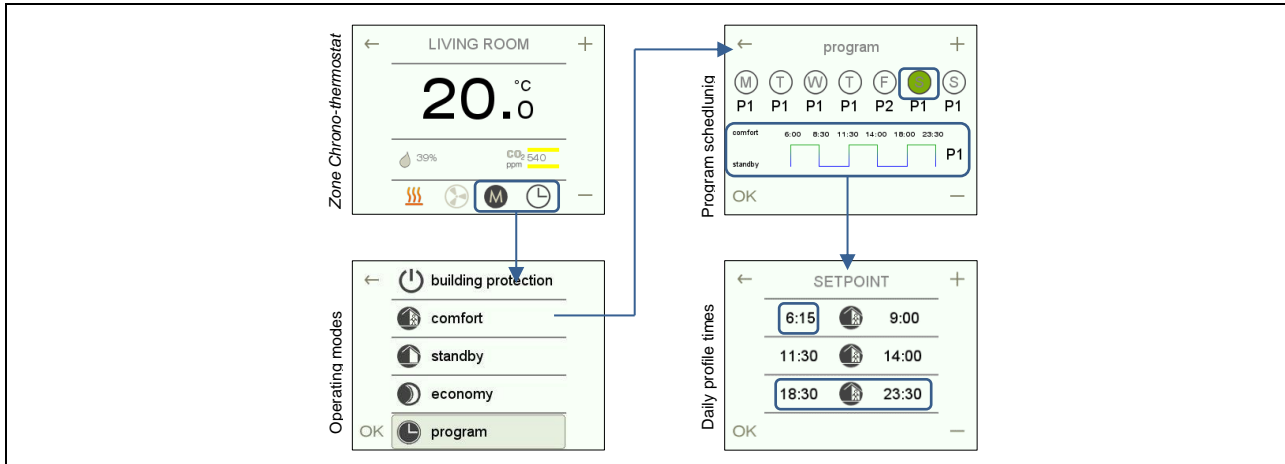 Zone Chrono-thermostat
← LIVING ROOM +
20.0 °C
39% CO2 ppm 540
M −
Operating modes
← building protection
comfort
standby
economy
OK program
Program schedlunig
← program +
M T W T F S S
P1 P1 P1 P1 P2 P1 P1
comfort 6:00 8:30 11:30 14:00 18:00 23:30
P1
standby
OK −
Daily profile times
← SETPOINT +
6:15 9:00
11:30 14:00
18:30 23:30
OK −